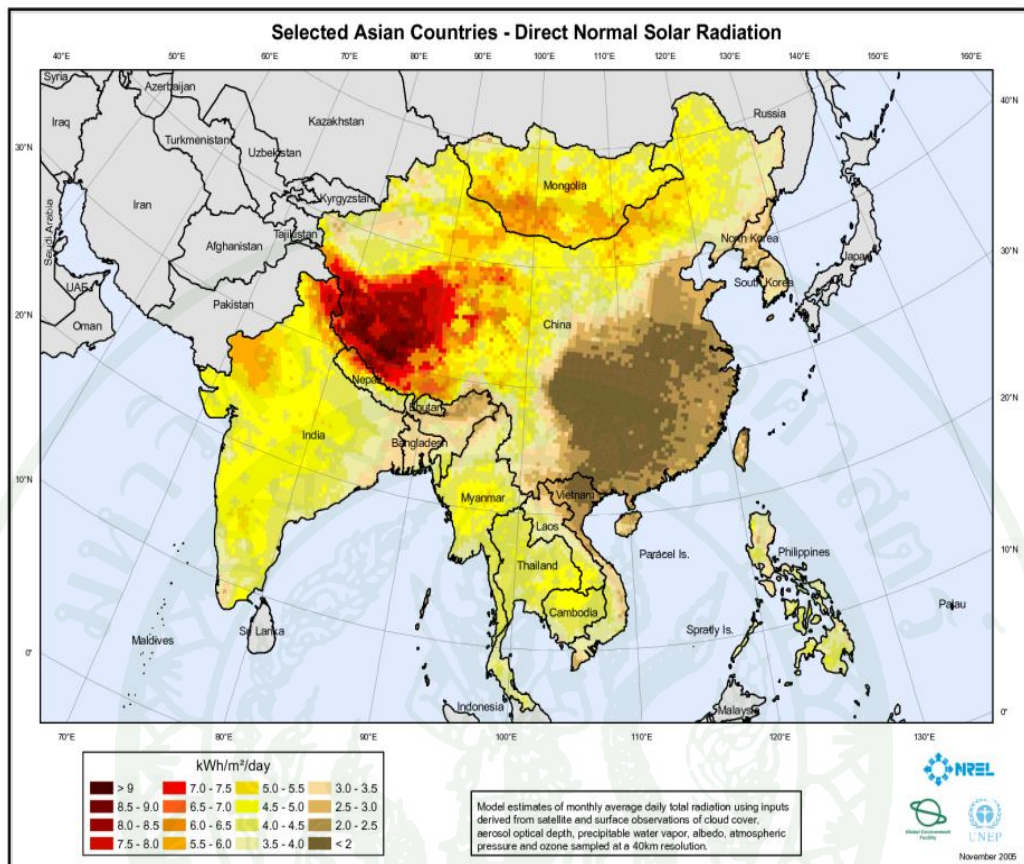 Selected Asian Countries - Direct Normal Solar Radiation
40°E 50°E 60°E 70°E 80°E 90°E 100°E 110°E 120°E 130°E 140°E 150°E 160°E
Syria
Azerbaijan
Russia
40°N
Iraq
Kazakhstan
Turkmenistan
Uzbekistan
30°N
Mongolia
Kyrgyzstan
Iran
Tajikistan
Saudi Arabia
Afghanistan
North Korea
Japan
30°N
UAE
Pakistan
South Korea
20°N
Oman
China
Nepal
20°N
Bhutan
India
Bangladesh
10°N
Myanmar
Vietnam
Laos
Paracel Is.
Philippines
10°N
Thailand
Cambodia
Palau
Maldives
Sri Lanka
Spratly Is.
0°
Indonesia
Malaysia
0°
70°E 80°E 90°E 100°E 110°E 120°E 130°E
kWh/m²/day
> 9 7.0 - 7.5 5.0 - 5.5 3.0 - 3.5
8.5 - 9.0 6.5 - 7.0 4.5 - 5.0 2.5 - 3.0
8.0 - 8.5 6.0 - 6.5 4.0 - 4.5 2.0 - 2.5
7.5 - 8.0 5.5 - 6.0 3.5 - 4.0 < 2
Model estimates of monthly average daily total radiation using inputs
derived from satellite and surface observations of cloud cover,
aerosol optical depth, precipitable water vapor, albedo, atmospheric
pressure and ozone sampled at a 40km resolution.
NREL
Global Environment
Facility
UNEP
November 2005